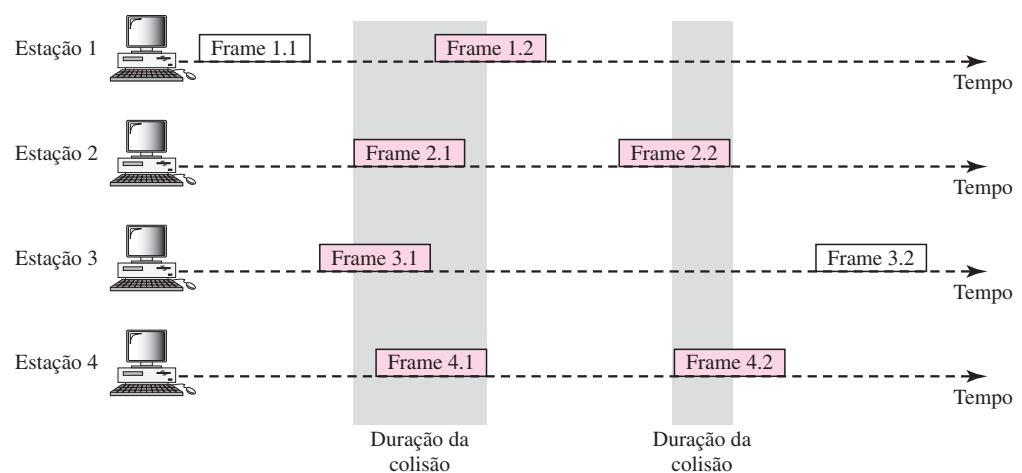 Estação 1
Frame 1.1
Frame 1.2
Tempo
Estação 2
Frame 2.1
Frame 2.2
Tempo
Estação 3
Frame 3.1
Frame 3.2
Tempo
Estação 4
Frame 4.1
Frame 4.2
Tempo
Duração da
colisão
Duração da
colisão